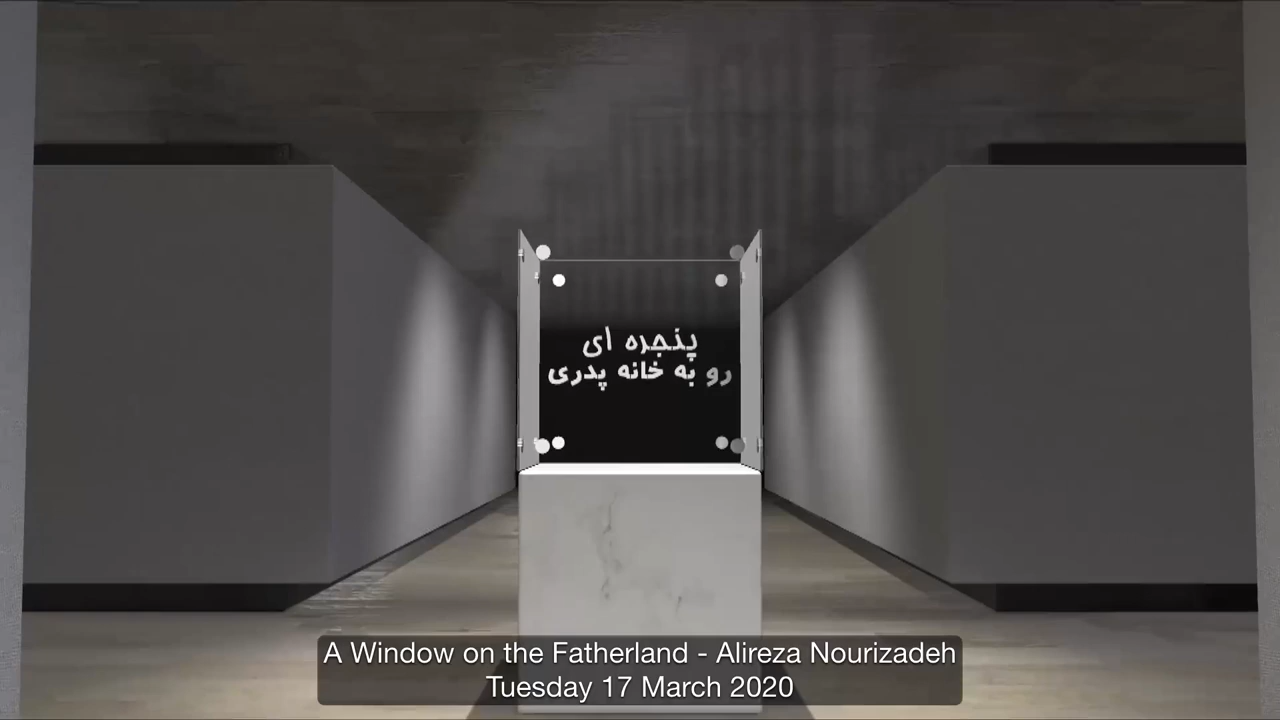 پنجره ای
رو به خانه پدری
A Window on the Fatherland - Alireza Nourizadeh
Tuesday 17 March 2020